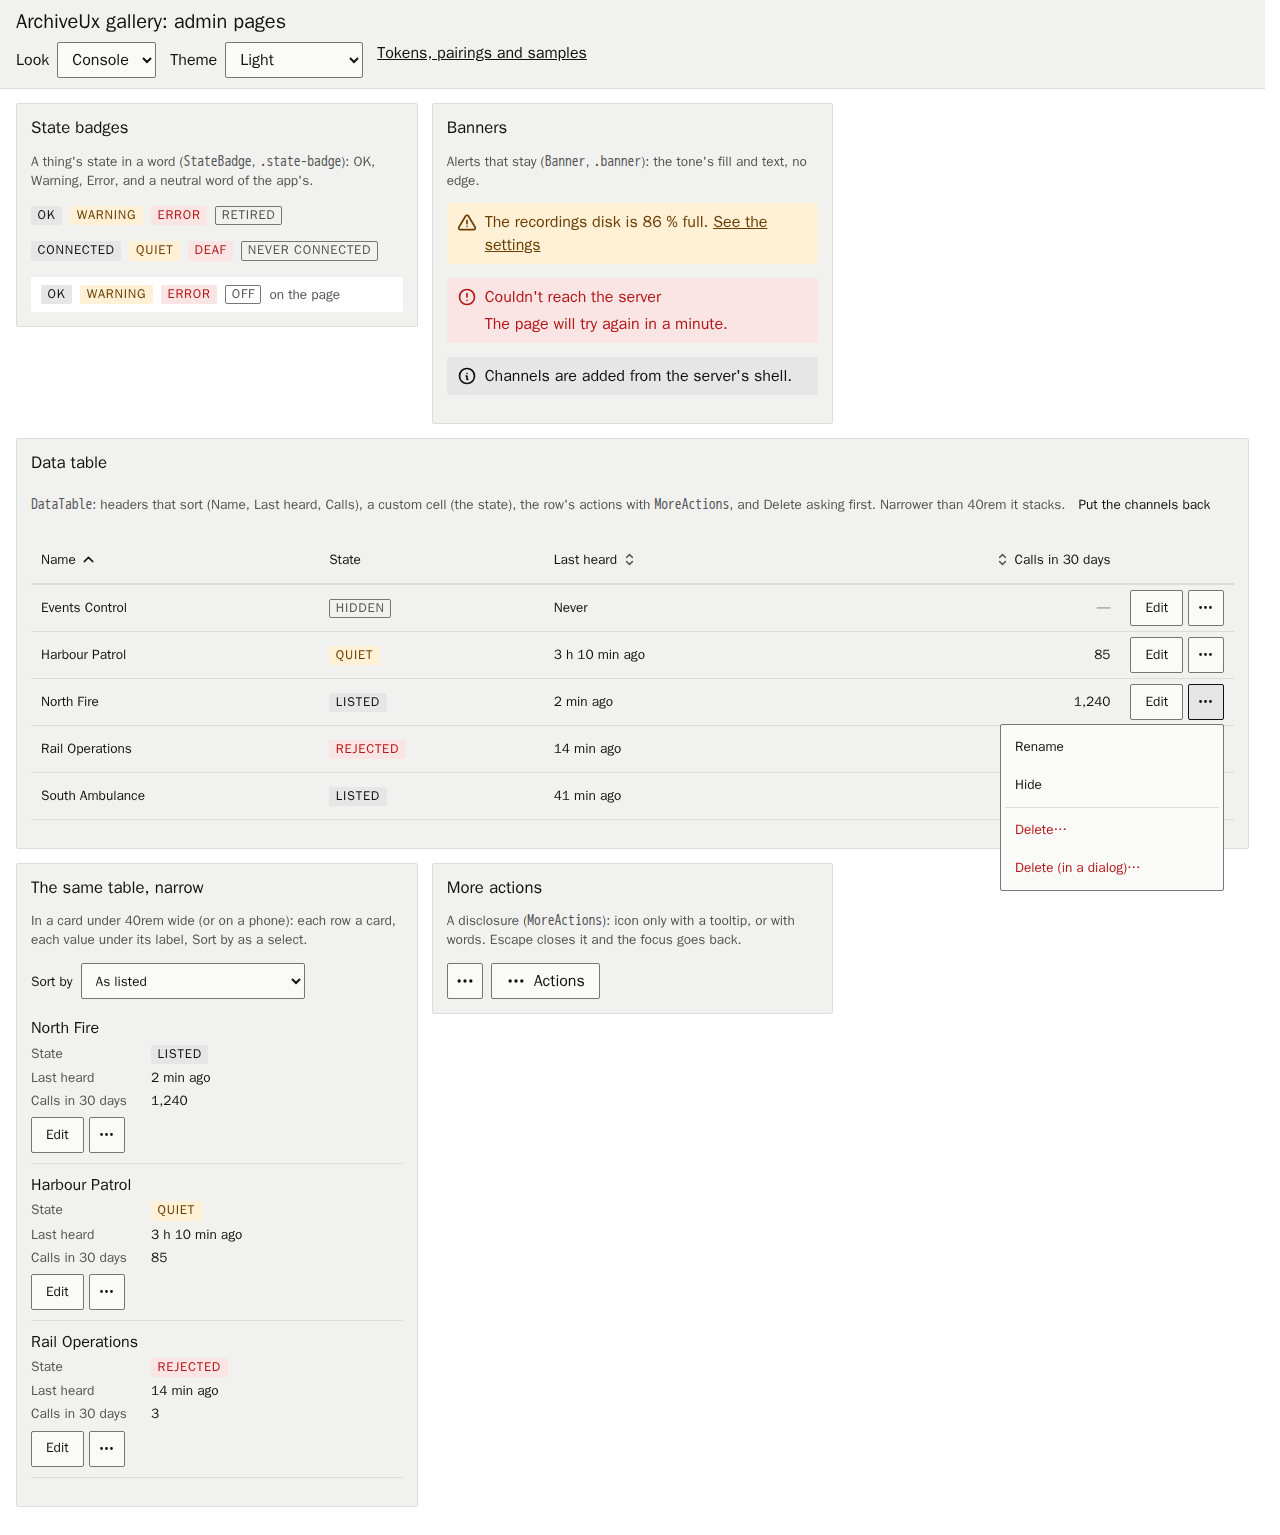 ArchiveUx gallery: admin pages
Look Console Theme Light Tokens, pairings and samples
State badges
A thing's state in a word (StateBadge, .state-badge): OK,
Warning, Error, and a neutral word of the app's.
OK WARNING ERROR RETIRED
CONNECTED QUIET DEAF NEVER CONNECTED
OK WARNING ERROR OFF on the page
Banners
Alerts that stay (Banner, .banner): the tone's fill and text, no
edge.
The recordings disk is 86 % full. See the
settings
Couldn't reach the server
The page will try again in a minute.
Channels are added from the server's shell.
Data table
DataTable: headers that sort (Name, Last heard, Calls), a custom cell (the state), the row's actions with MoreActions, and Delete asking first. Narrower than 40rem it stacks. Put the channels back
Name State Last heard Calls in 30 days
Events Control HIDDEN Never — Edit
Harbour Patrol QUIET 3 h 10 min ago 85 Edit
North Fire LISTED 2 min ago 1,240 Edit
Rail Operations REJECTED 14 min ago
South Ambulance LISTED 41 min ago
Rename
Hide
Delete…
Delete (in a dialog)…
The same table, narrow
In a card under 40rem wide (or on a phone): each row a card,
each value under its label, Sort by as a select.
Sort by As listed
North Fire
State LISTED
Last heard 2 min ago
Calls in 30 days 1,240
Edit
Harbour Patrol
State QUIET
Last heard 3 h 10 min ago
Calls in 30 days 85
Edit
Rail Operations
State REJECTED
Last heard 14 min ago
Calls in 30 days 3
Edit
More actions
A disclosure (MoreActions): icon only with a tooltip, or with
words. Escape closes it and the focus goes back.
Actions